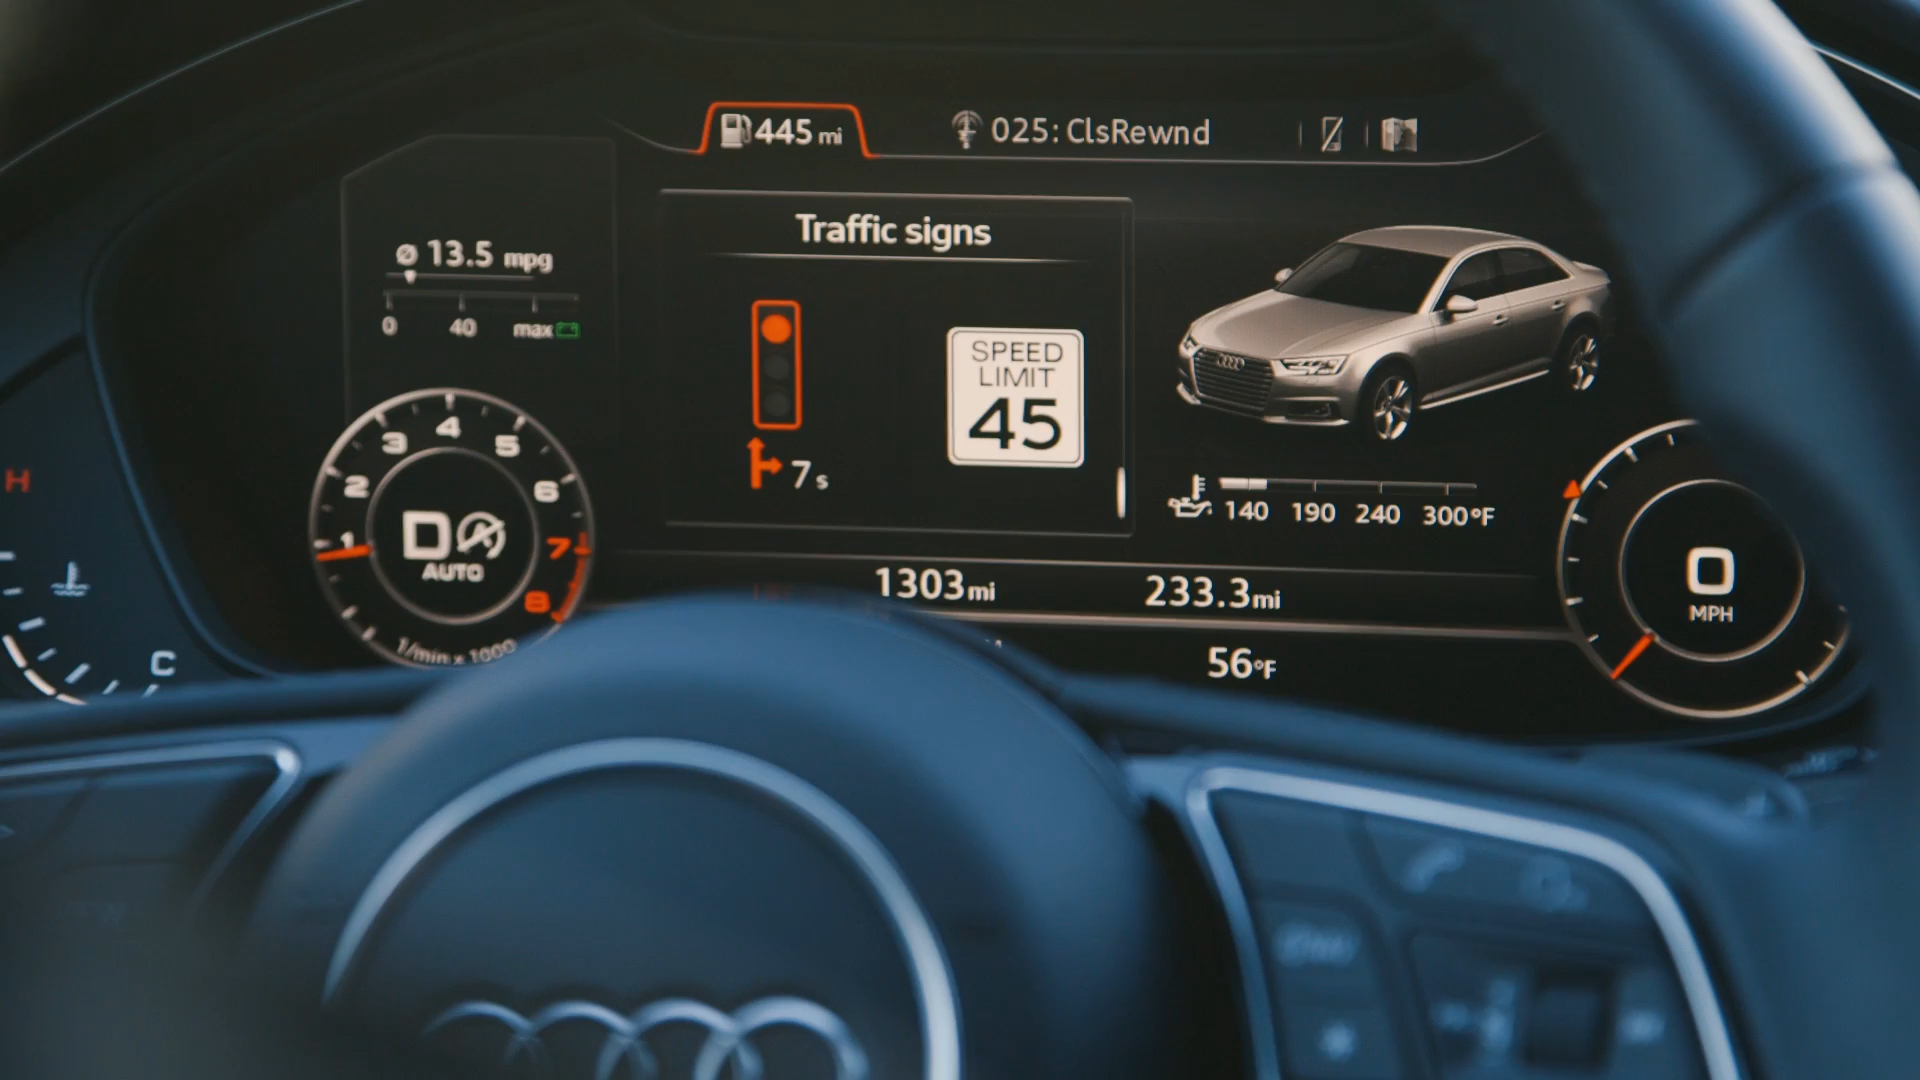 445 mi
025: ClsRewnd
Traffic signs
Ø 13.5 mpg
0 40 max
SPEED
LIMIT
45
7 s
140 190 240 300°F
1 2 3 4 5 6 7 8
D
AUTO
1/min x 1000
H
C
0
MPH
1303 mi
233.3 mi
56°F